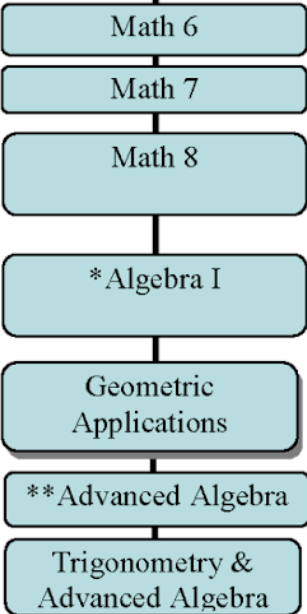 Math 6
Math 7
Math 8
*Algebra I
Geometric
Applications
**Advanced Algebra
Trigonometry &
Advanced Algebra